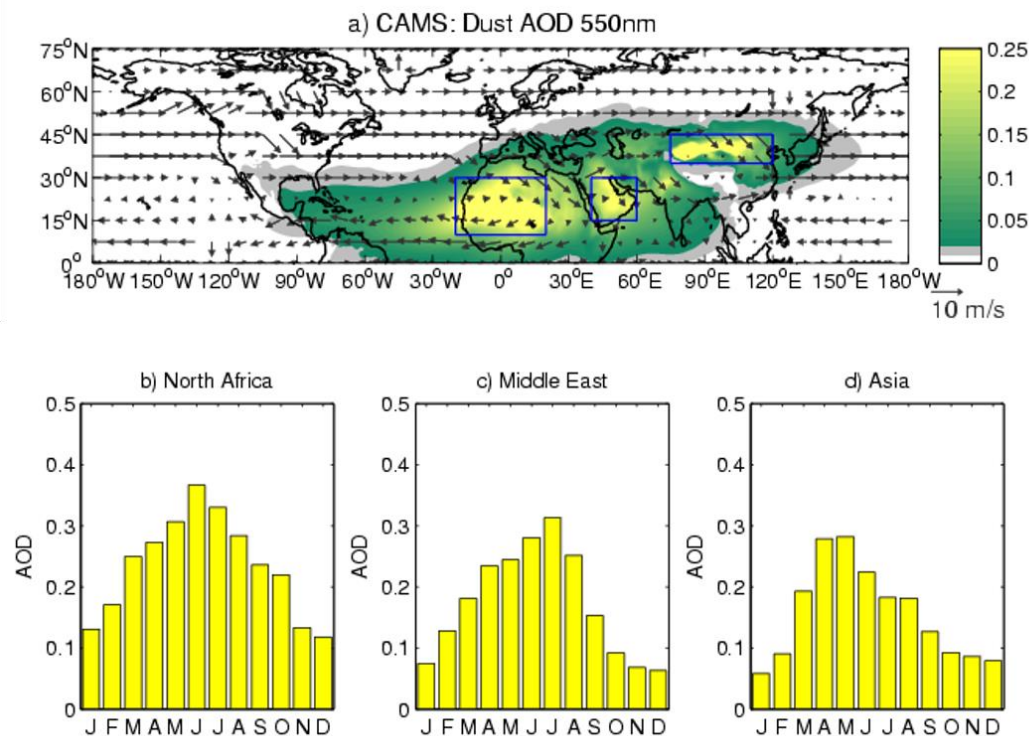 a) CAMS: Dust AOD 550nm
75°N
60°N
45°N
30°N
15°N
0°
180°W 150°W 120°W 90°W 60°W 30°W 0° 30°E 60°E 90°E 120°E 150°E 180°W
0.25
0.2
0.15
0.1
0.05
0
10 m/s
b) North Africa
AOD
0.5
0.4
0.3
0.2
0.1
0
J F M A M J J A S O N D
c) Middle East
AOD
0.5
0.4
0.3
0.2
0.1
0
J F M A M J J A S O N D
d) Asia
AOD
0.5
0.4
0.3
0.2
0.1
0
J F M A M J J A S O N D